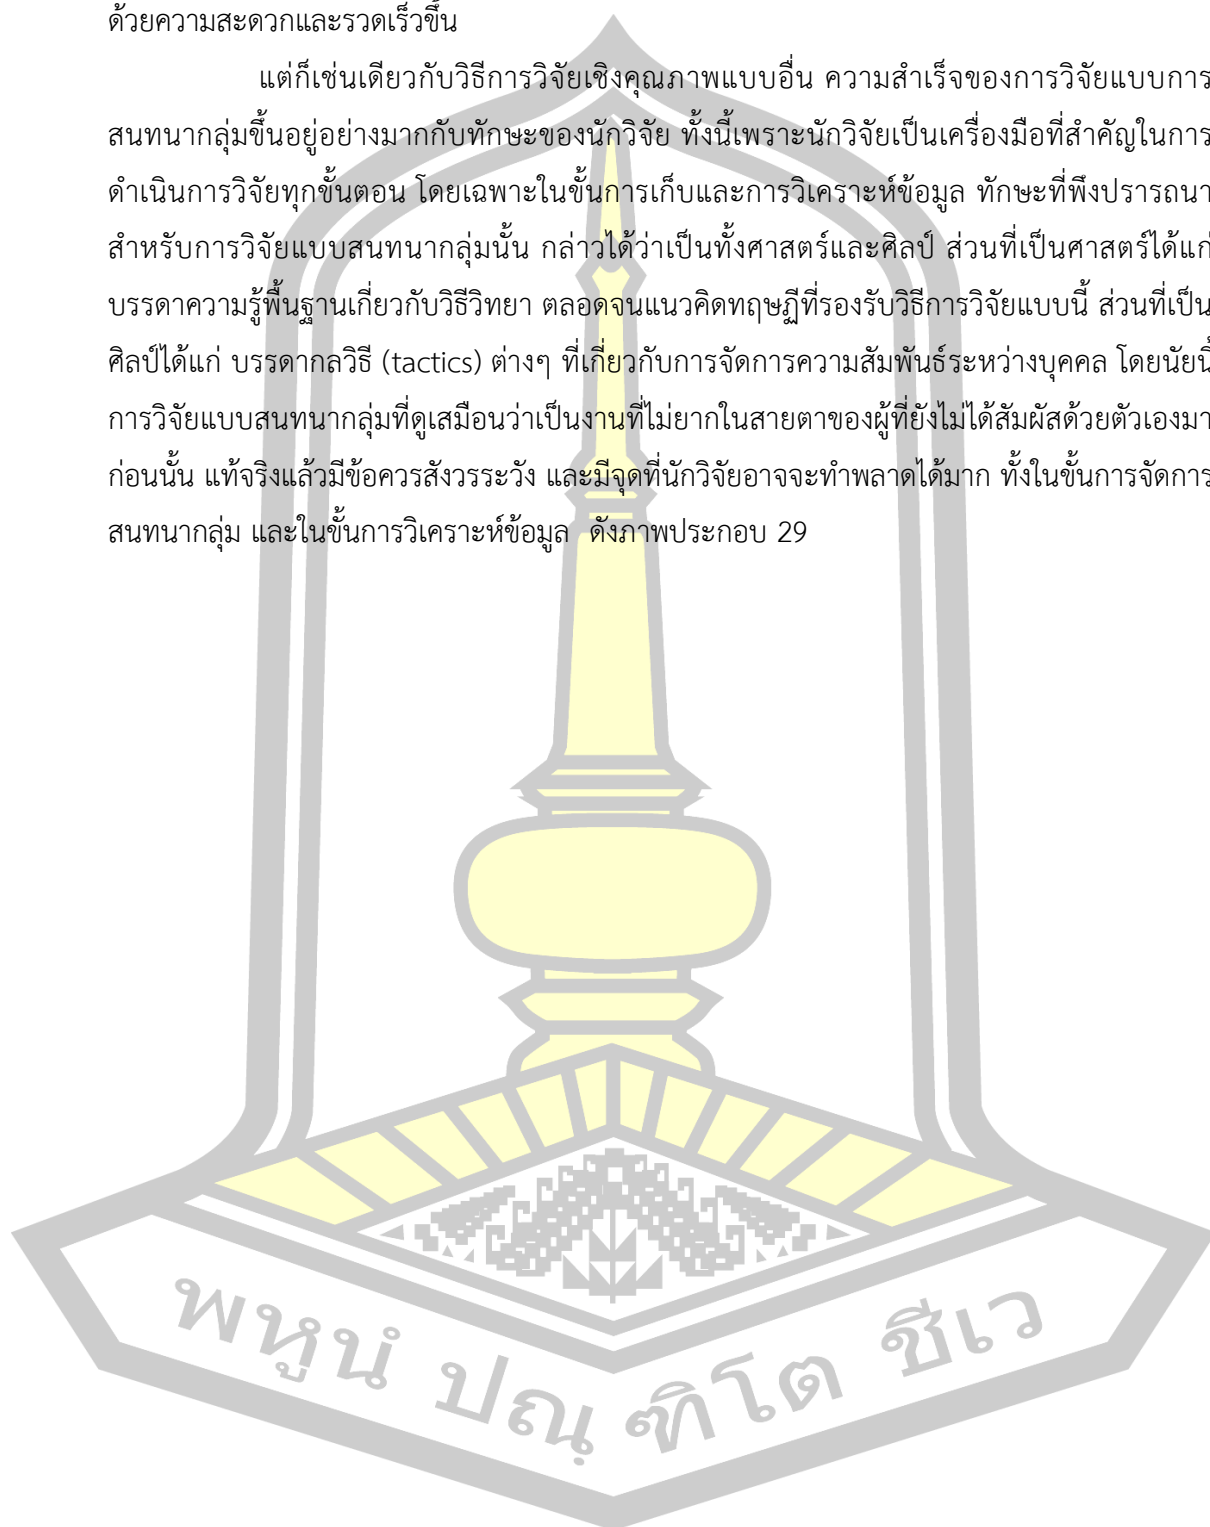 ด้วยความสะดวกและรวดเร็วขึ้น
แต่ก็เช่นเดียวกับวิธีการวิจัยเชิงคุณภาพแบบอื่น ความสำเร็จของการวิจัยแบบการ
สนทนากลุ่มขึ้นอยู่อย่างมากกับทักษะของนักวิจัย ทั้งนี้เพราะนักวิจัยเป็นเครื่องมือที่สำคัญในการ
ดำเนินการวิจัยทุกขั้นตอน โดยเฉพาะในขั้นการเก็บและการวิเคราะห์ข้อมูล ทักษะที่พึงปรารถนา
สำหรับการวิจัยแบบสนทนากลุ่มนั้น กล่าวได้ว่าเป็นทั้งศาสตร์และศิลป์ ส่วนที่เป็นศาสตร์ได้แก่
บรรดาความรู้พื้นฐานเกี่ยวกับวิธีวิทยา ตลอดจนแนวคิดทฤษฎีที่รองรับวิธีการวิจัยแบบนี้ ส่วนที่เป็น
ศิลป์ได้แก่ บรรดากลวิธี (tactics) ต่างๆ ที่เกี่ยวกับการจัดการความสัมพันธ์ระหว่างบุคคล โดยนัยนี้
การวิจัยแบบสนทนากลุ่มที่ดูเสมือนว่าเป็นงานที่ไม่ยากในสายตาของผู้ที่ยังไม่ได้สัมผัสด้วยตัวเองมา
ก่อนนั้น แท้จริงแล้วมีข้อควรสังวรระวัง และมีจุดที่นักวิจัยอาจจะทำพลาดได้มาก ทั้งในขั้นการจัดการ
สนทนากลุ่ม และในขั้นการวิเคราะห์ข้อมูล ดังภาพประกอบ 29
พหูนํ ปณฺฑิโต ชีเว